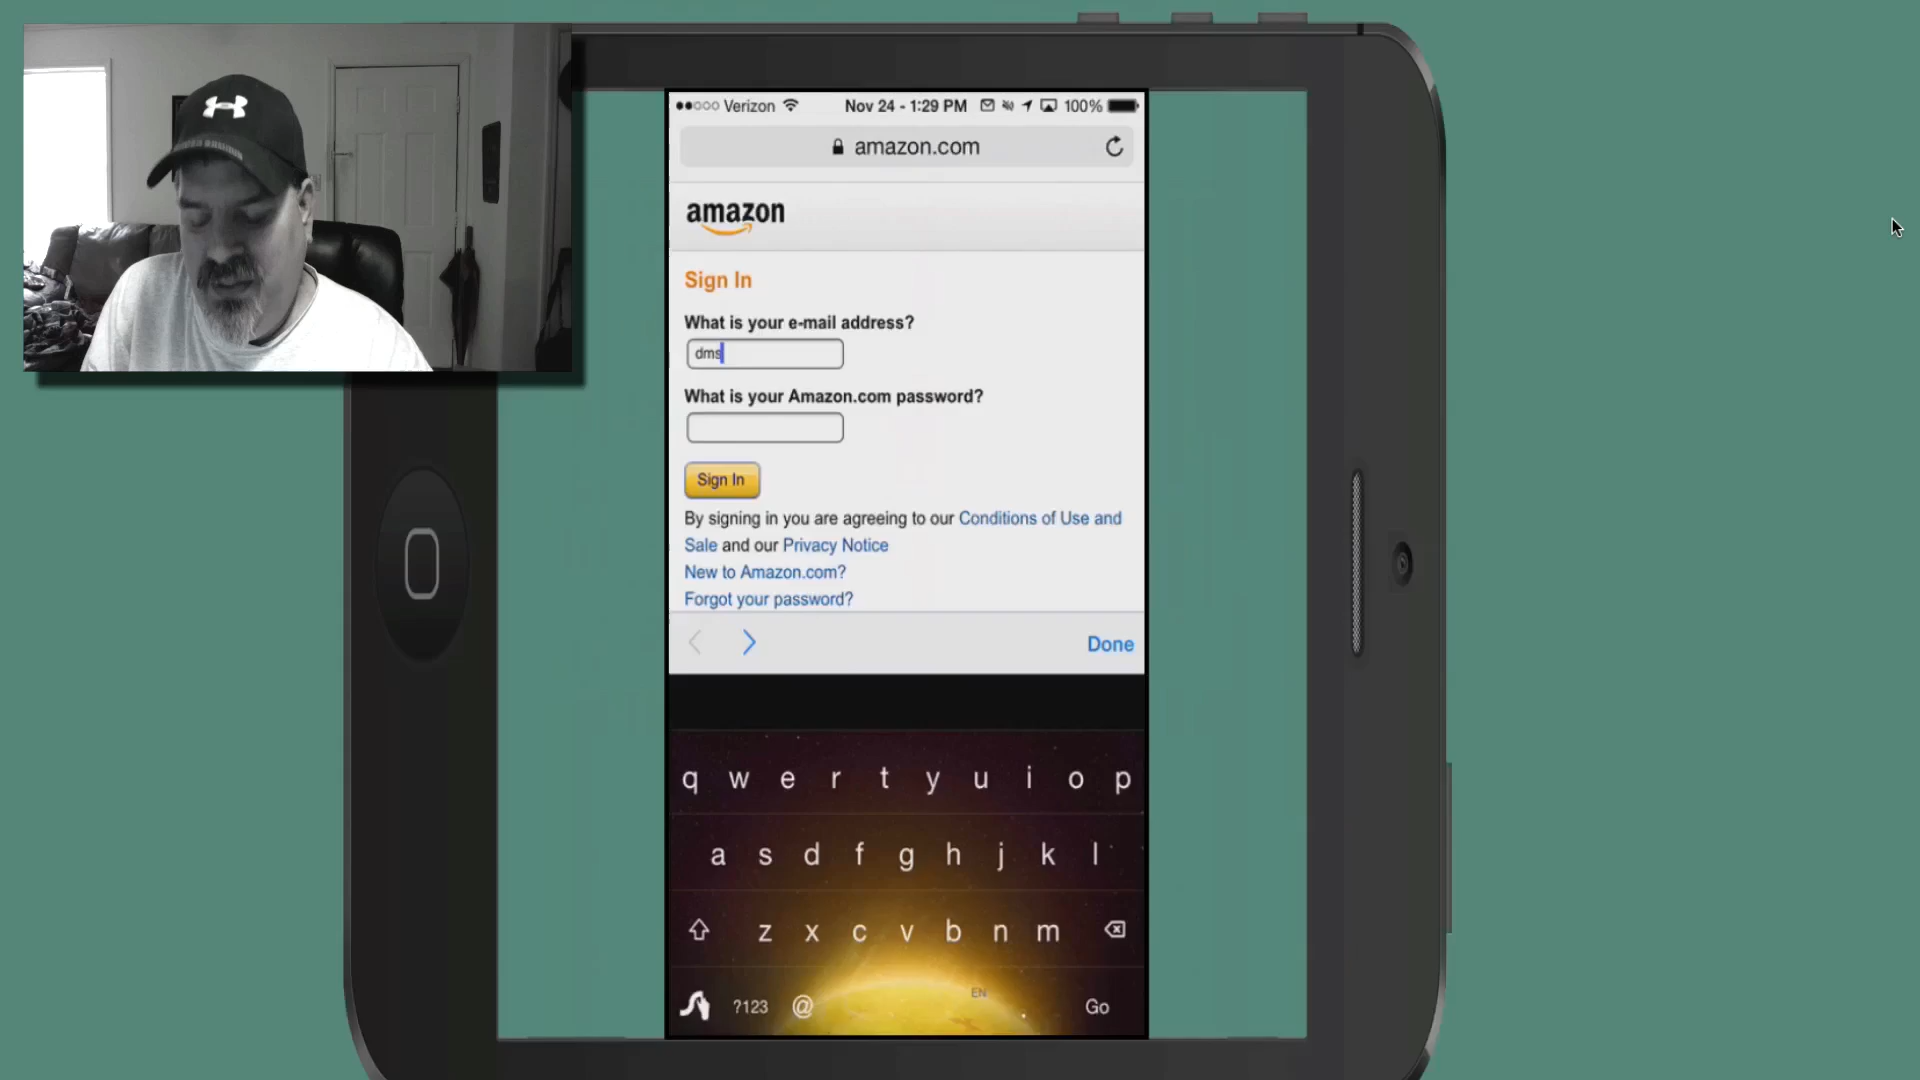 Verizon Nov 24 - 1:29 PM 100%
amazon.com
amazon
Sign In
What is your e-mail address?
dms
What is your Amazon.com password?
Sign In
By signing in you are agreeing to our Conditions of Use and
Sale and our Privacy Notice
New to Amazon.com?
Forgot your password?
Done
q w e r t y u i o p
a s d f g h j k l
z x c v b n m
?123 @ EN . Go